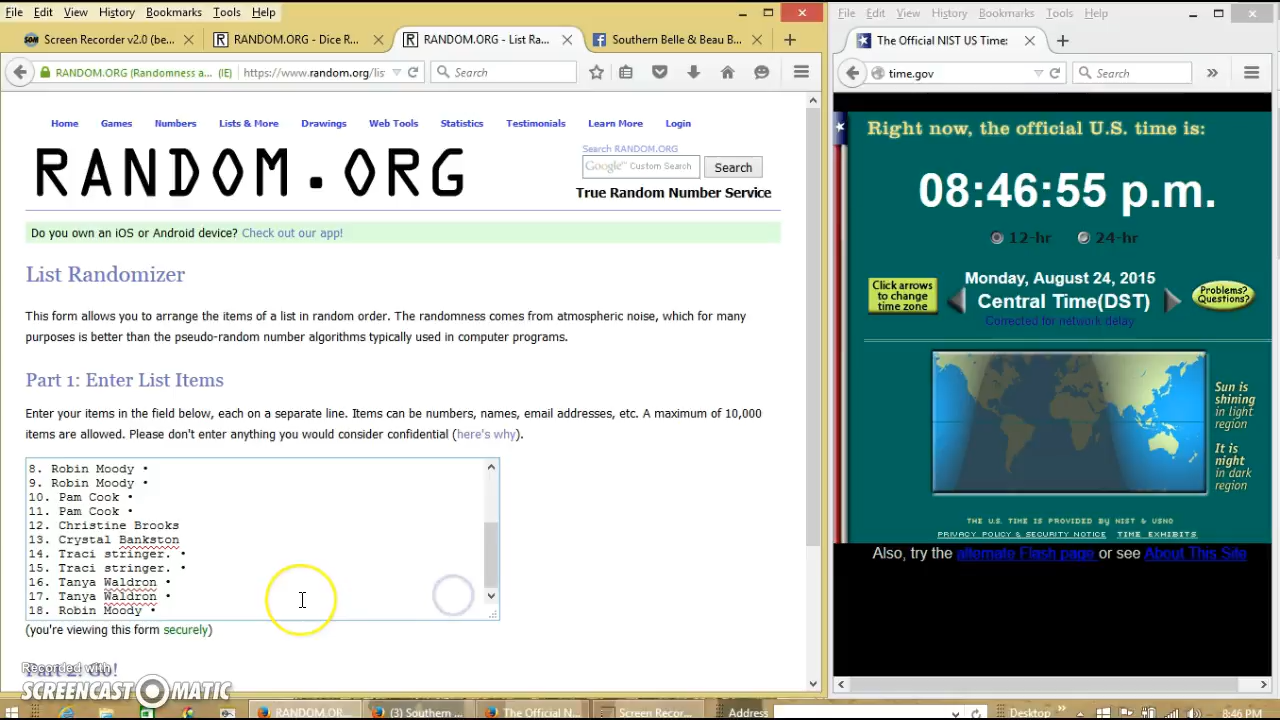 File Edit View History Bookmarks Tools Help
Screen Recorder v2.0 (be... RANDOM.ORG - Dice R... RANDOM.ORG - List Ra... Southern Belle & Beau B...
RANDOM.ORG (Randomness a... (IE) https://www.random.org/lis Search
Home Games Numbers Lists & More Drawings Web Tools Statistics Testimonials Learn More Login
RANDOM.ORG
Search RANDOM.ORG
Google™ Custom Search Search
True Random Number Service
Do you own an iOS or Android device? Check out our app!
List Randomizer
This form allows you to arrange the items of a list in random order. The randomness comes from atmospheric noise, which for many
purposes is better than the pseudo-random number algorithms typically used in computer programs.
Part 1: Enter List Items
Enter your items in the field below, each on a separate line. Items can be numbers, names, email addresses, etc. A maximum of 10,000
items are allowed. Please don't enter anything you would consider confidential (here's why).
8. Robin Moody •
9. Robin Moody •
10. Pam Cook •
11. Pam Cook •
12. Christine Brooks
13. Crystal Bankston
14. Traci stringer. •
15. Traci stringer. •
16. Tanya Waldron •
17. Tanya Waldron •
18. Robin Moody •
(you're viewing this form securely)
Part 2: Go!
Recorded with
SCREENCAST-O-MATIC
File Edit View History Bookmarks Tools Help
The Official NIST US Time:
time.gov Search
Right now, the official U.S. time is:
08:46:55 p.m.
12-hr 24-hr
Click arrows
to change
time zone
Monday, August 24, 2015
Central Time(DST)
Corrected for network delay
Problems?
Questions?
Sun is
shining
in light
region
It is
night
in dark
region
THE U.S. TIME IS PROVIDED BY NIST & USNO
PRIVACY POLICY & SECURITY NOTICE TIME EXHIBITS
Also, try the alternate Flash page or see About This Site
RANDOM.OR... (3) Southern ... The Official N... Screen Recor... Address Desktop 8:46 PM